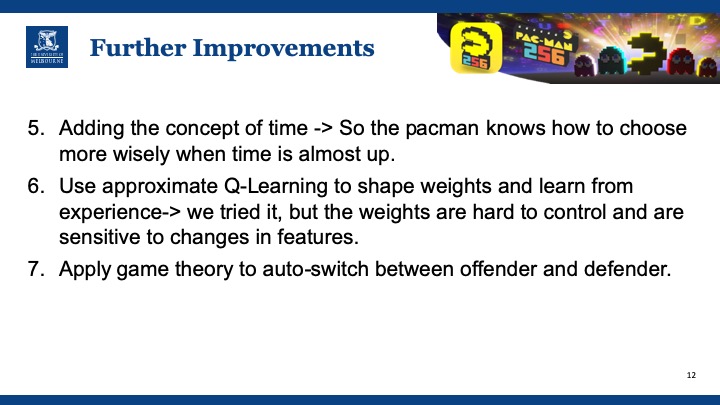 THE UNIVERSITY OF
MELBOURNE
Further Improvements
256
PAC-MAN
256
5. Adding the concept of time -> So the pacman knows how to choose
more wisely when time is almost up.
6. Use approximate Q-Learning to shape weights and learn from
experience-> we tried it, but the weights are hard to control and are
sensitive to changes in features.
7. Apply game theory to auto-switch between offender and defender.
12